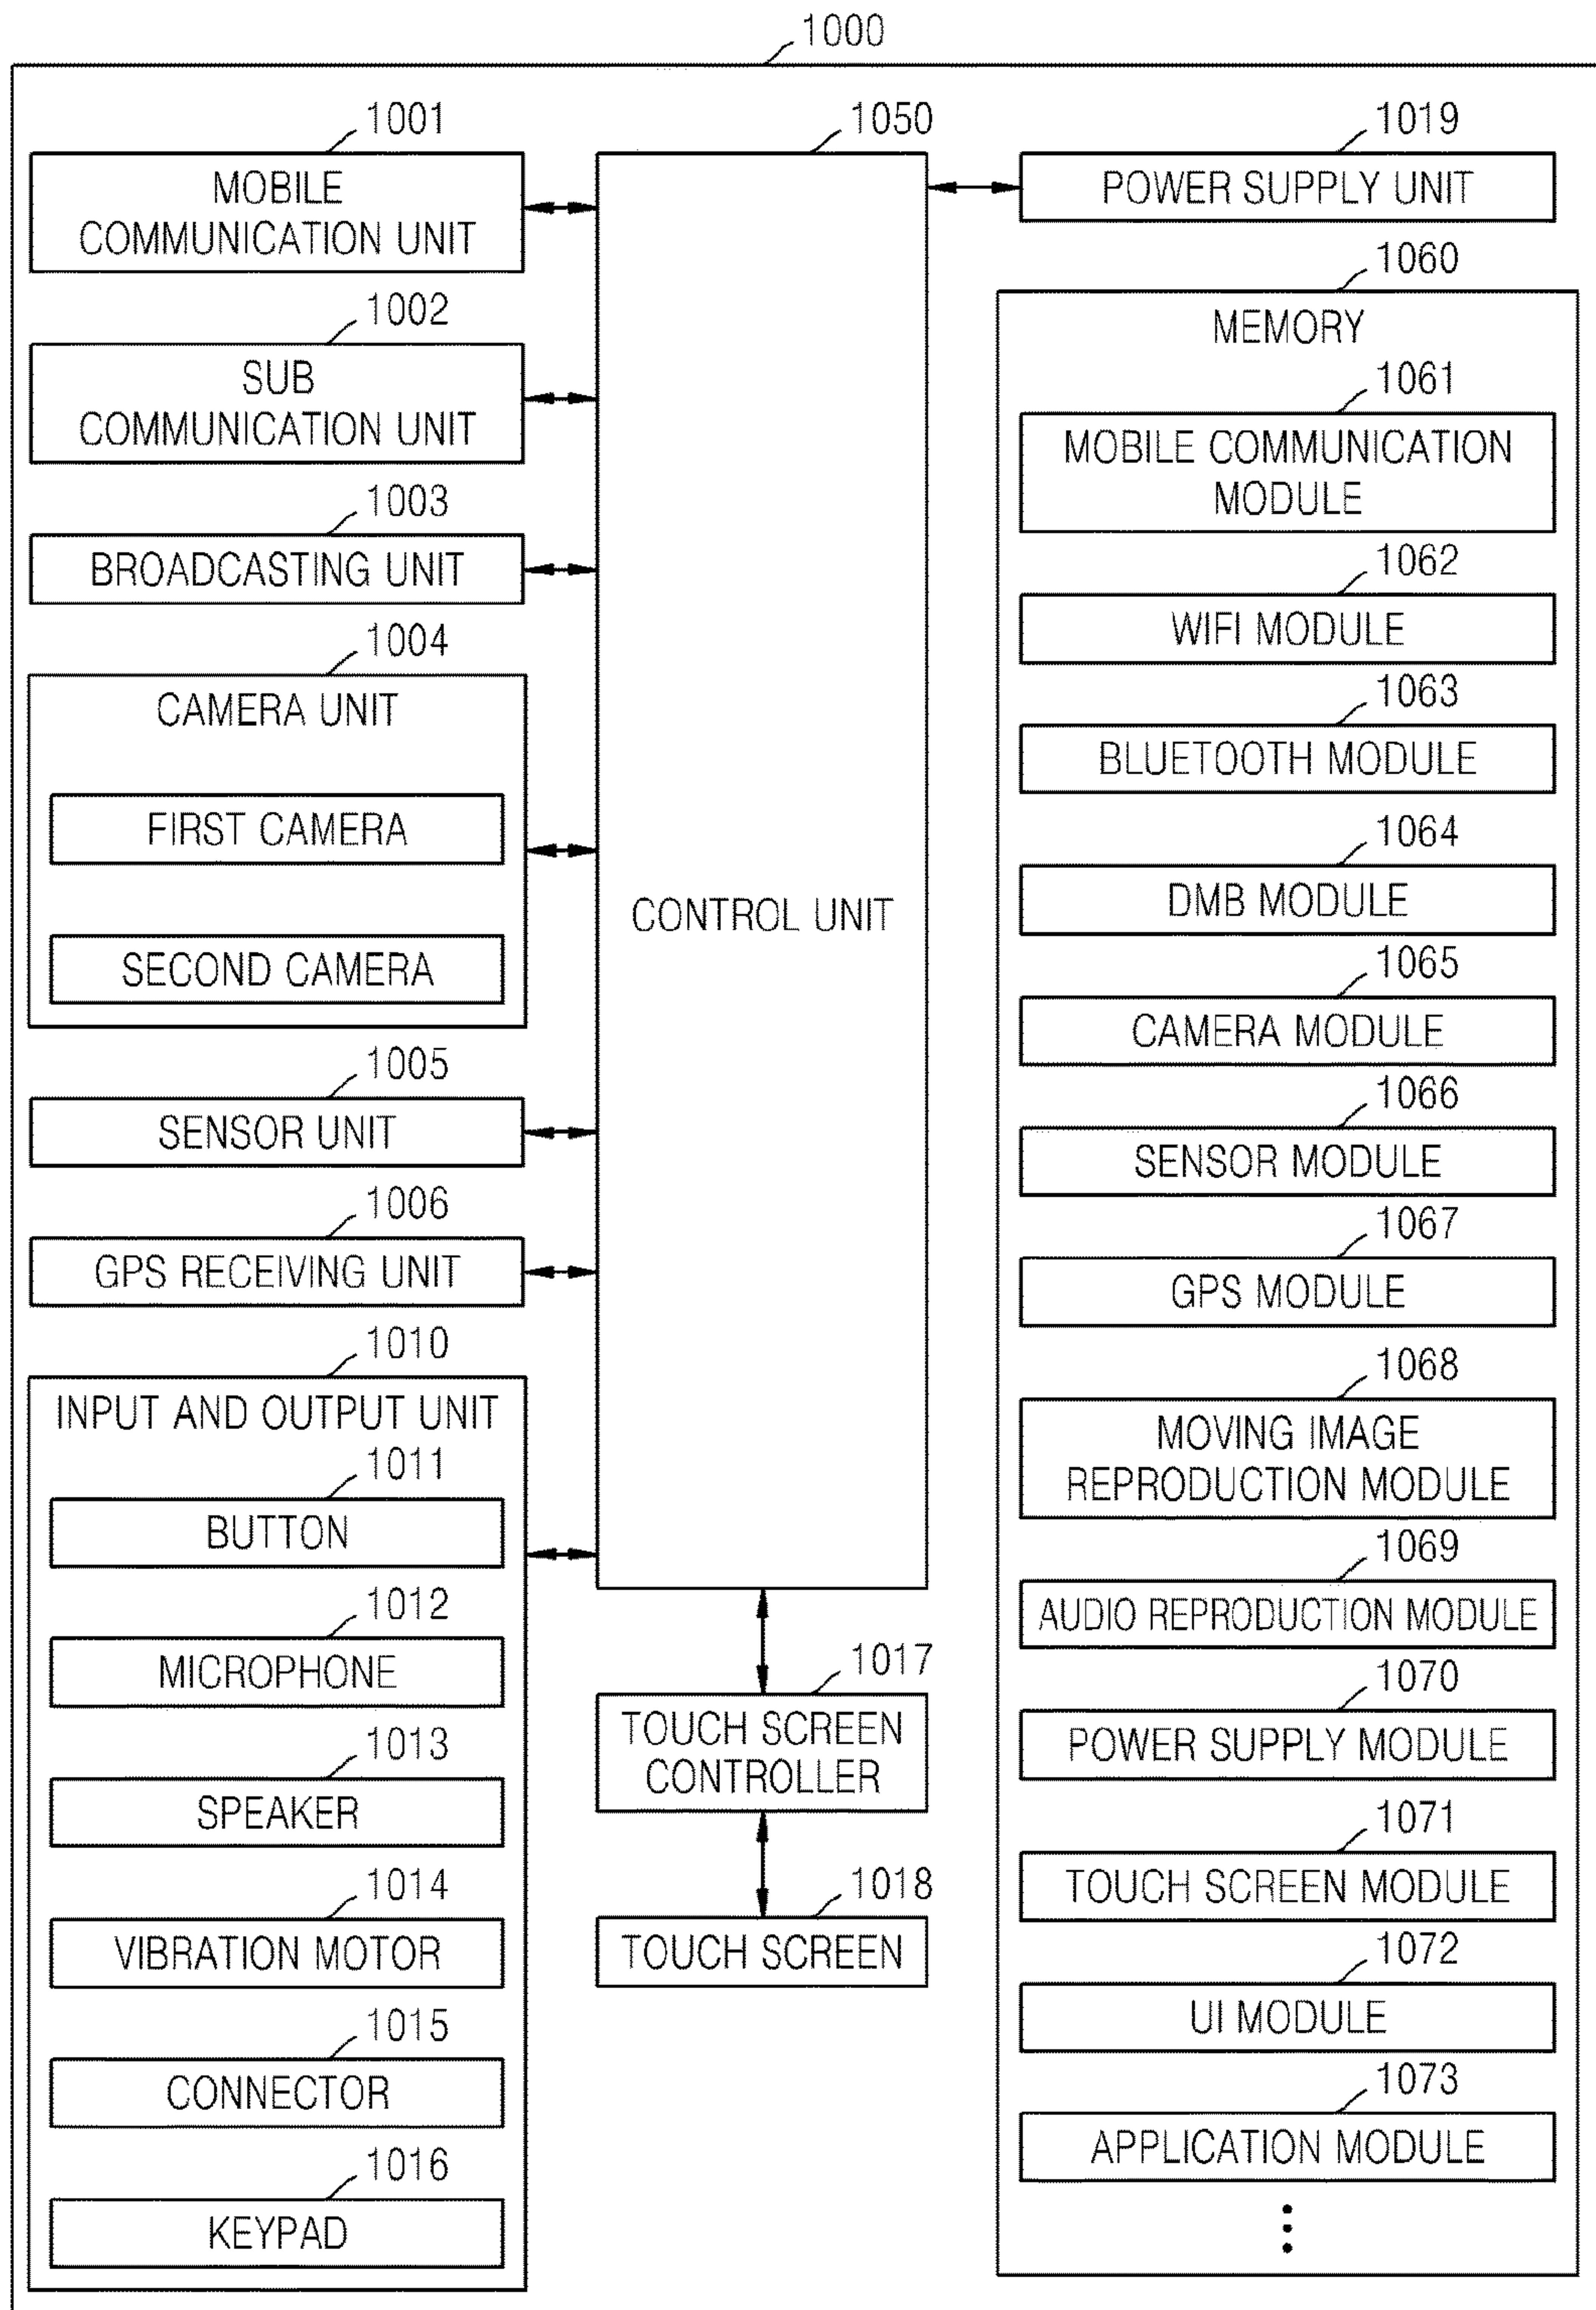 1000
1001
MOBILE
COMMUNICATION UNIT
1002
SUB
COMMUNICATION UNIT
1003
BROADCASTING UNIT
1004
CAMERA UNIT
FIRST CAMERA
SECOND CAMERA
1005
SENSOR UNIT
1006
GPS RECEIVING UNIT
1010
INPUT AND OUTPUT UNIT
1011
BUTTON
1012
MICROPHONE
1013
SPEAKER
1014
VIBRATION MOTOR
1015
CONNECTOR
1016
KEYPAD
1050
CONTROL UNIT
1017
TOUCH SCREEN
CONTROLLER
1018
TOUCH SCREEN
1019
POWER SUPPLY UNIT
1060
MEMORY
1061
MOBILE COMMUNICATION
MODULE
1062
WIFI MODULE
1063
BLUETOOTH MODULE
1064
DMB MODULE
1065
CAMERA MODULE
1066
SENSOR MODULE
1067
GPS MODULE
1068
MOVING IMAGE
REPRODUCTION MODULE
1069
AUDIO REPRODUCTION MODULE
1070
POWER SUPPLY MODULE
1071
TOUCH SCREEN MODULE
1072
UI MODULE
1073
APPLICATION MODULE